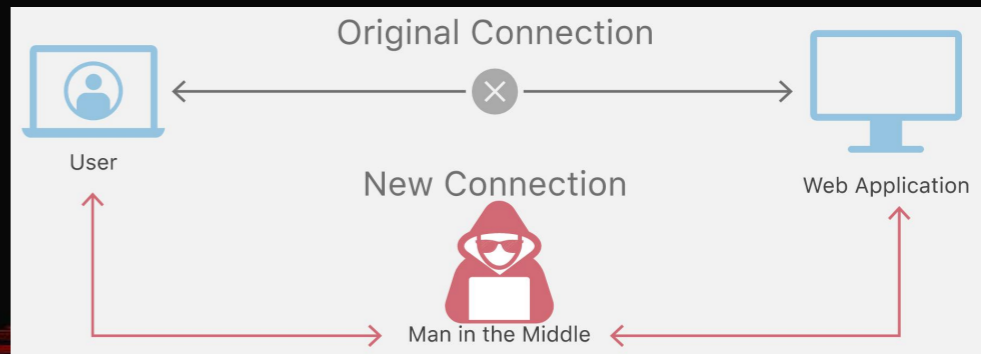 Original Connection
User
New Connection
Web Application
Man in the Middle